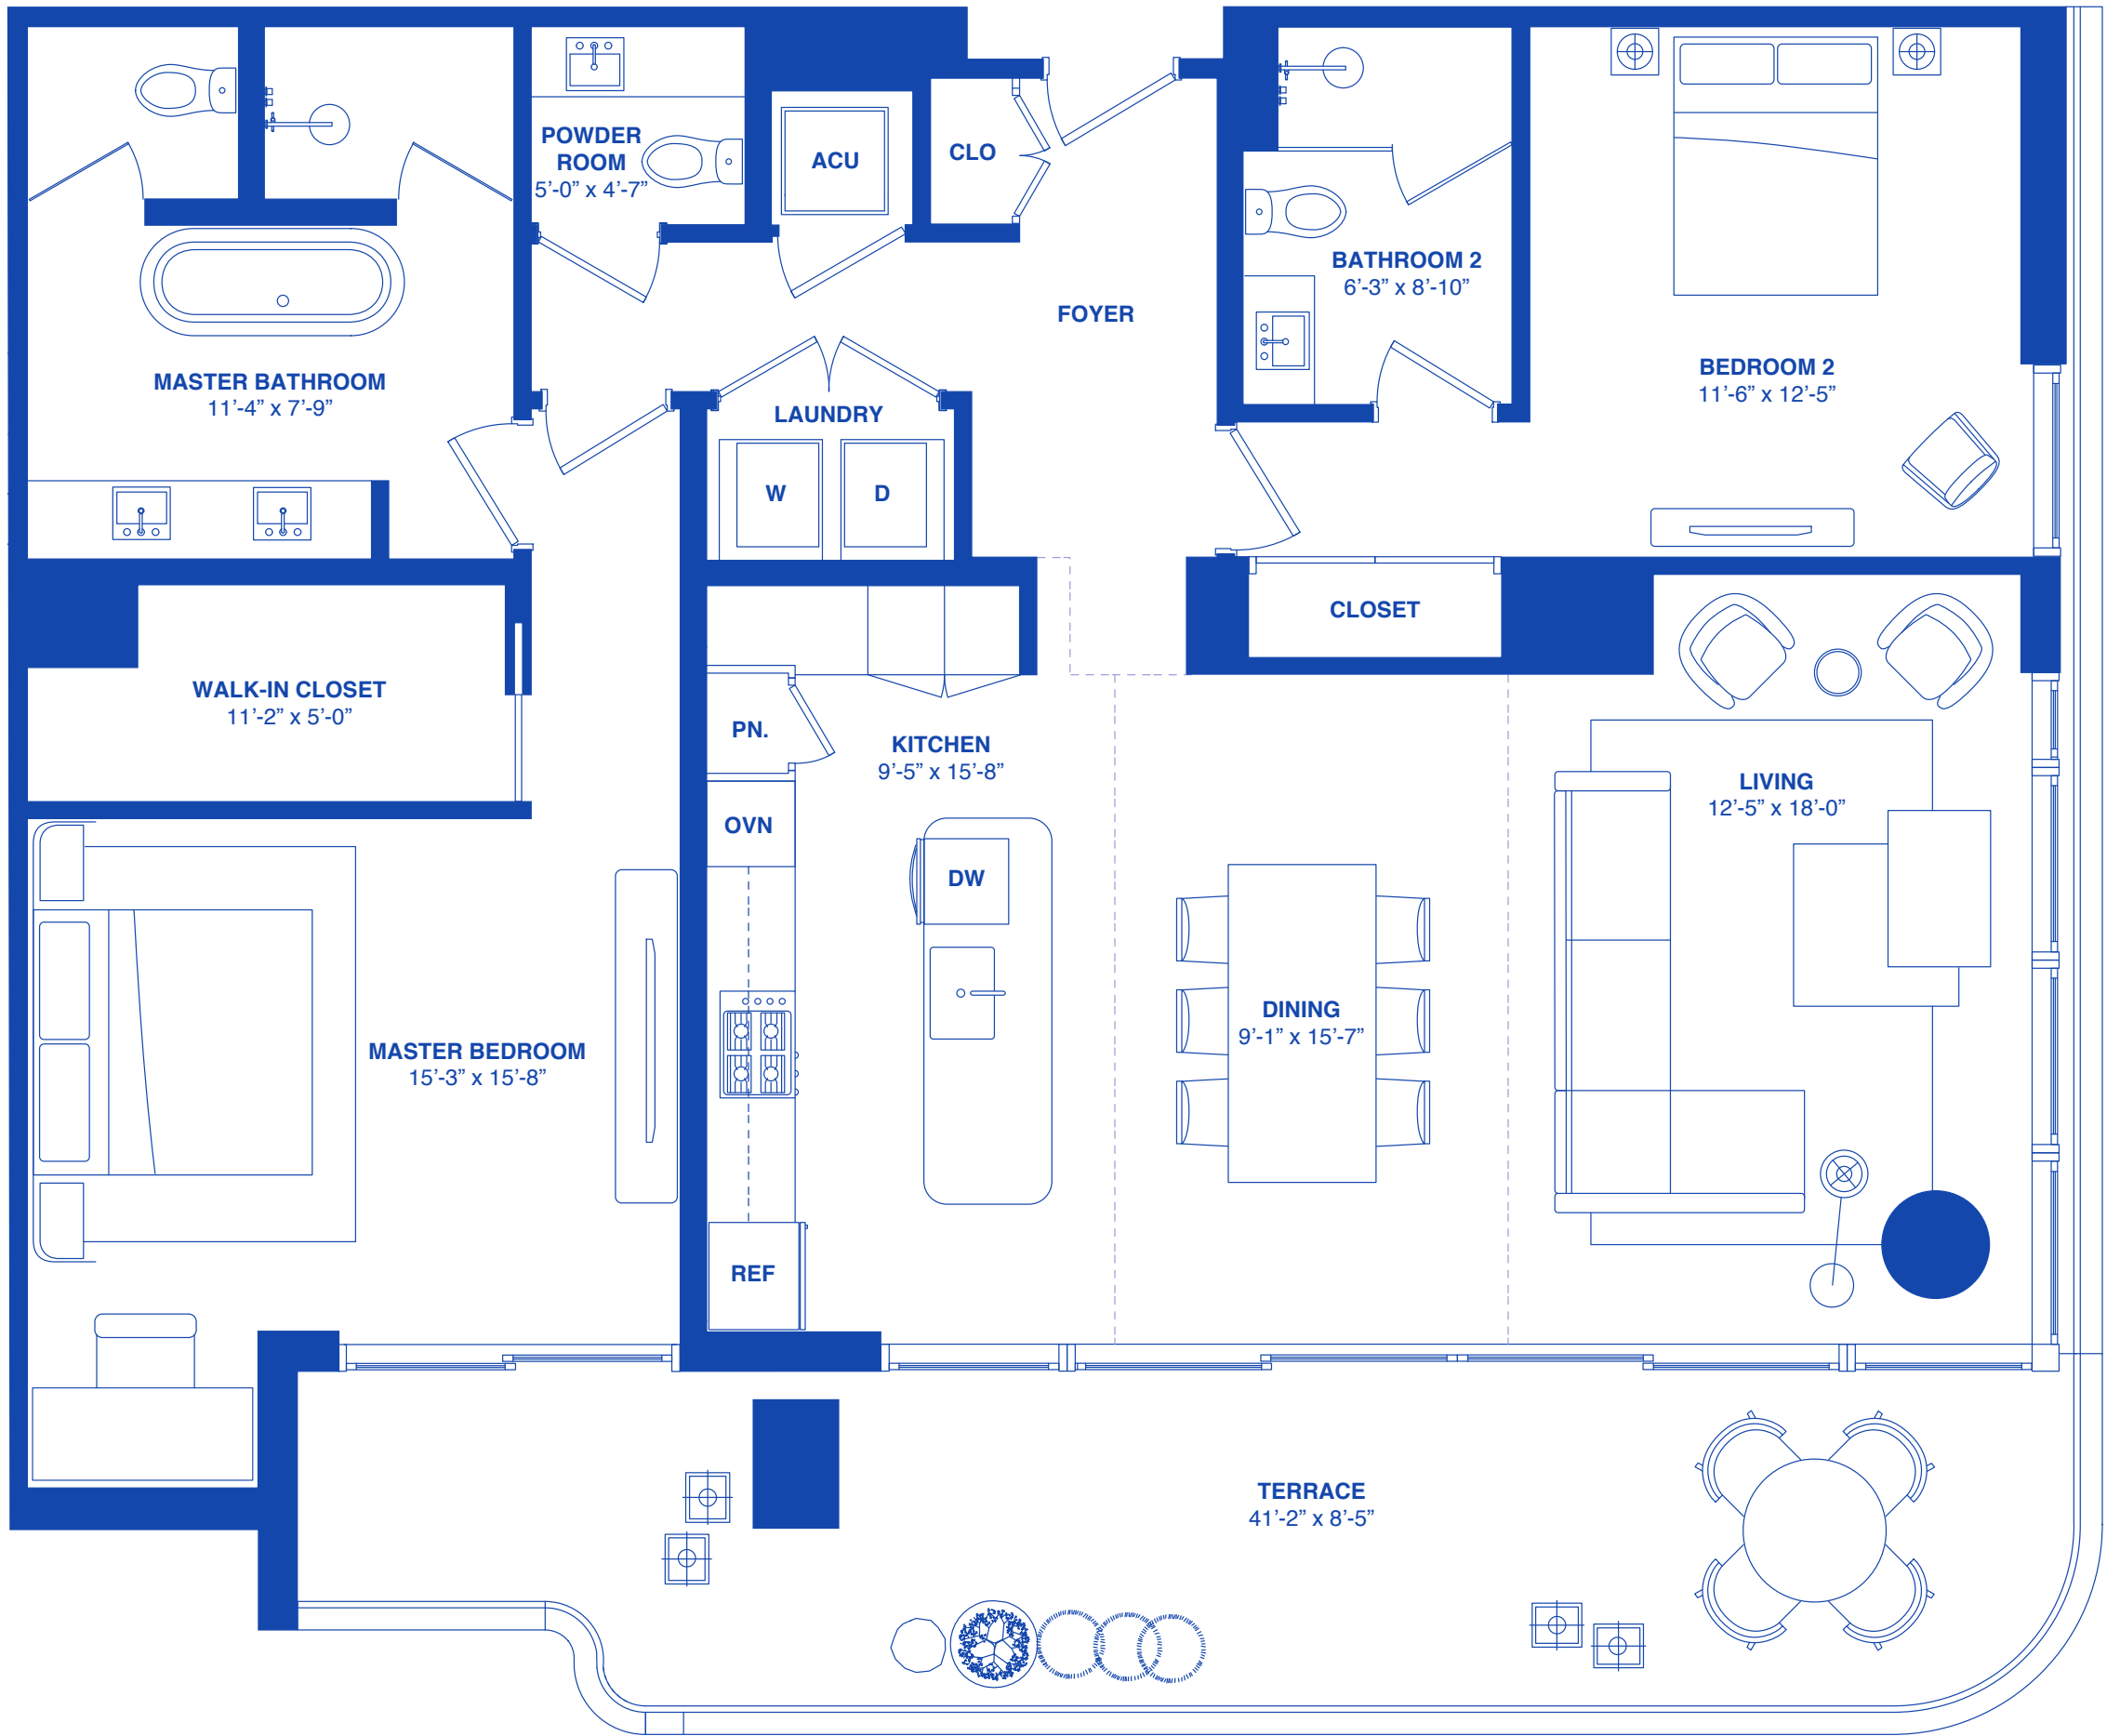 POWDER
ROOM
5’-0” x 4’-7”
ACU
CLO
BATHROOM 2
6’-3” x 8’-10”
FOYER
MASTER BATHROOM
11’-4” x 7’-9”
BEDROOM 2
11’-6” x 12’-5”
LAUNDRY
W
D
CLOSET
WALK-IN CLOSET
11’-2” x 5’-0”
PN.
KITCHEN
9’-5” x 15’-8”
LIVING
12’-5” x 18’-0”
OVN
DW
DINING
9’-1” x 15’-7”
MASTER BEDROOM
15’-3” x 15’-8”
REF
TERRACE
41’-2” x 8’-5”